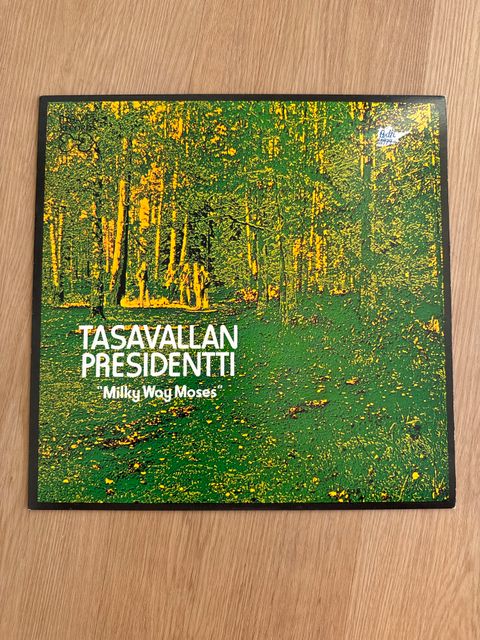 TASAVALLAN
PRESIDENTTI
"Milky Way Moses"